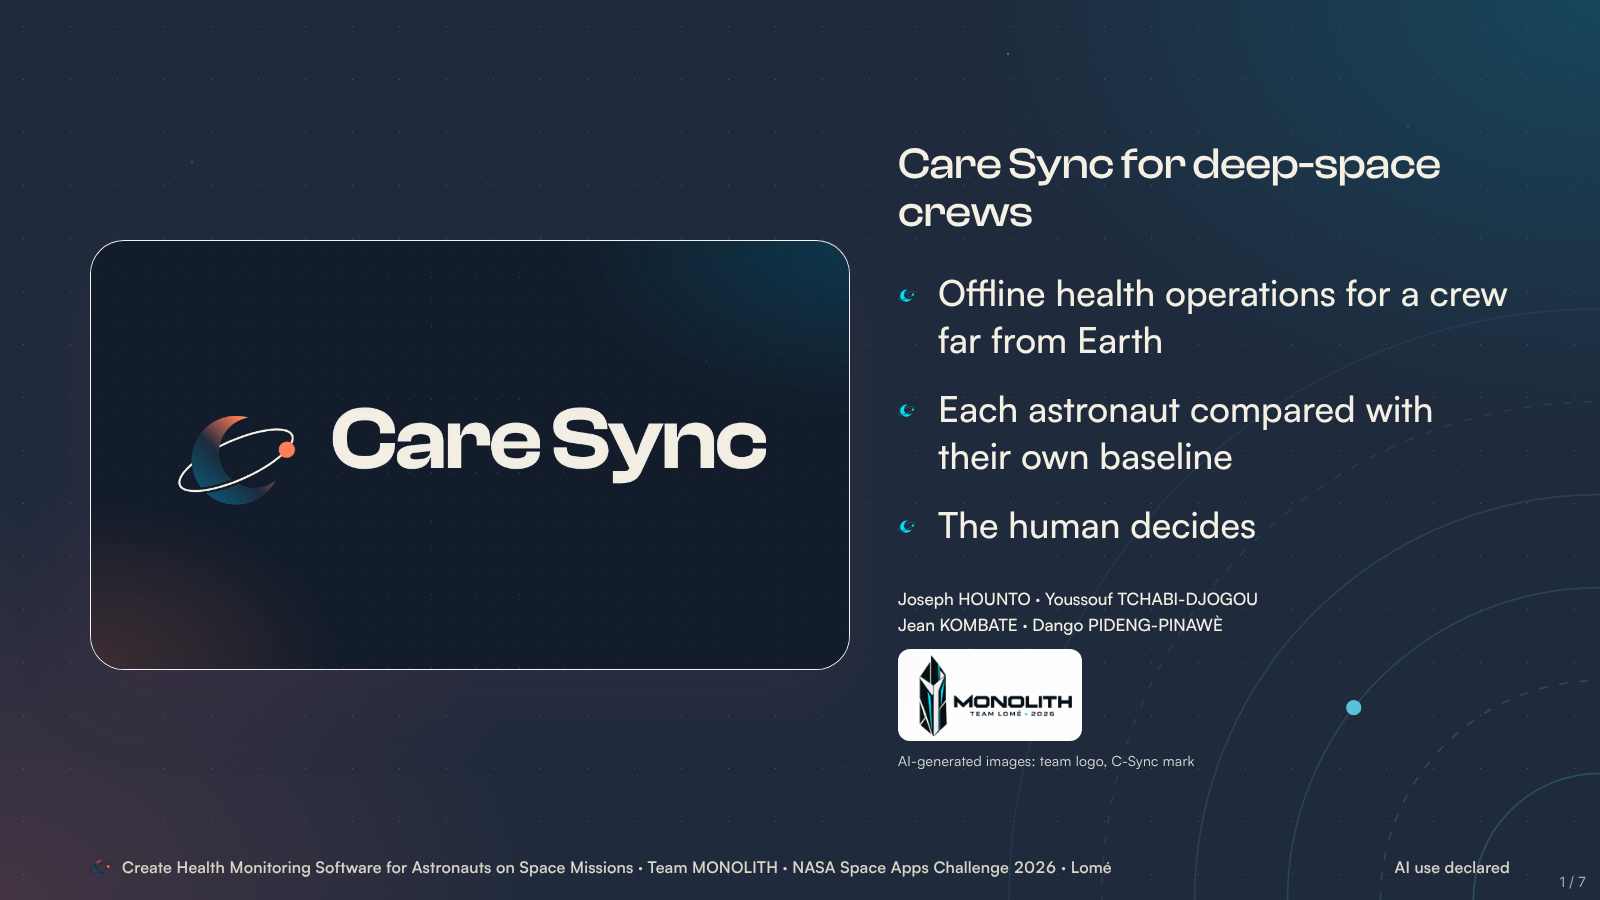 Care Sync
Care Sync for deep-space
crews
Offline health operations for a crew
far from Earth
Each astronaut compared with
their own baseline
The human decides
Joseph HOUNTO · Youssouf TCHABI-DJOGOU
Jean KOMBATE · Dango PIDENG-PINAWÈ
MONOLITH
TEAM LOMÉ • 2026
AI-generated images: team logo, C-Sync mark
Create Health Monitoring Software for Astronauts on Space Missions · Team MONOLITH · NASA Space Apps Challenge 2026 · Lomé
AI use declared
1 / 7